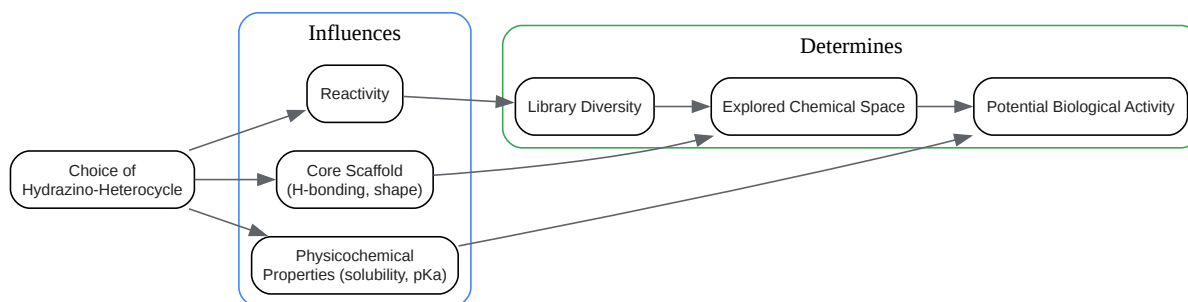 Influences
Determines
Reactivity
Library Diversity
Explored Chemical Space
Potential Biological Activity
Choice of
Hydrazino-Heterocycle
Core Scaffold
(H-bonding, shape)
Physicochemical
Properties (solubility, pKa)